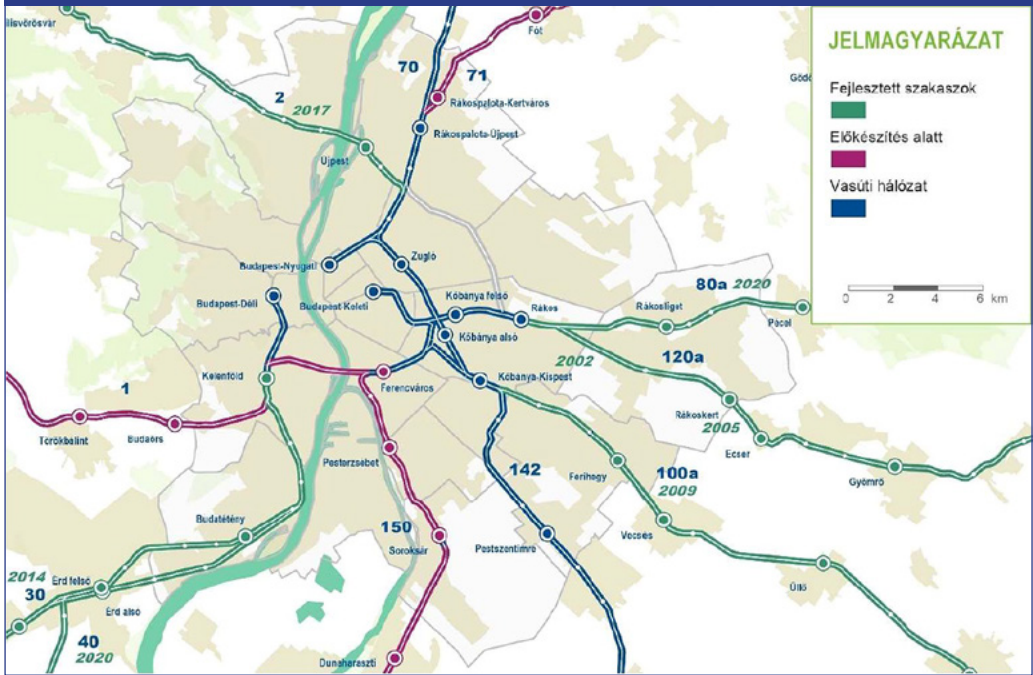 ilisvörösvár
Fót
70
71
Gödö
2
2017
Rákospalota-Kertváros
Rákospalota-Újpest
Újpest
Budapest-Nyugati
Zugló
Budapest-Déli
Budapest-Keleti
Kőbánya felső
Rákos
80a 2020
Rákosliget
Pécel
Kőbánya alsó
2002
120a
Kelenföld
Ferencváros
Kőbánya-Kispest
1
Törökbálint
Budaörs
Rákoskert
2005
Ecser
Pesterzsébet
142
Ferihegy
100a
2009
Gyömrő
Budatétény
150
Soroksár
Pestszentimre
Vecsés
Üllő
2014
Érd felső
30
Érd alsó
40
2020
Dunaharaszti
JELMAGYARÁZAT
Fejlesztett szakaszok
Előkészítés alatt
Vasúti hálózat
0 2 4 6 km